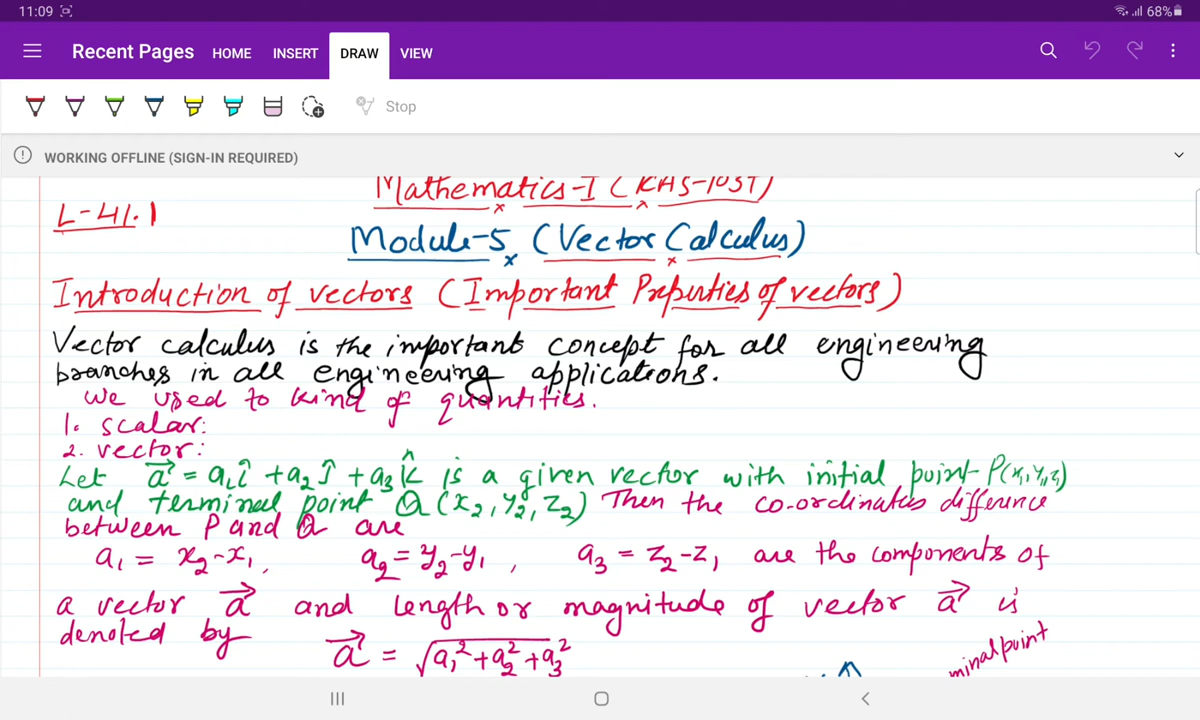 11:09 68%
Recent Pages HOME INSERT DRAW VIEW
Stop
WORKING OFFLINE (SIGN-IN REQUIRED)
Mathematics-I (KAS-103T)
L-41.1
Module-5 (Vector Calculus)
Introduction of vectors (Important Properties of vectors)
Vector calculus is the important concept for all engineering
branches in all engineering applications.
We used to kind of quantities.
1. scalar:
2. vector:
Let a⃗ = a₁î + a₂ĵ + a₃k̂ is a given vector with initial point P(x₁,y₁,z₁)
and terminal point Q(x₂, y₂, z₂) Then the co-ordinates difference
between P and Q are
a₁ = x₂-x₁, a₂ = y₂-y₁, a₃ = z₂-z₁ are the components of
a vector a⃗ and length or magnitude of vector a⃗ is
denoted by a⃗ = √a₁²+a₂²+a₃²
minal point